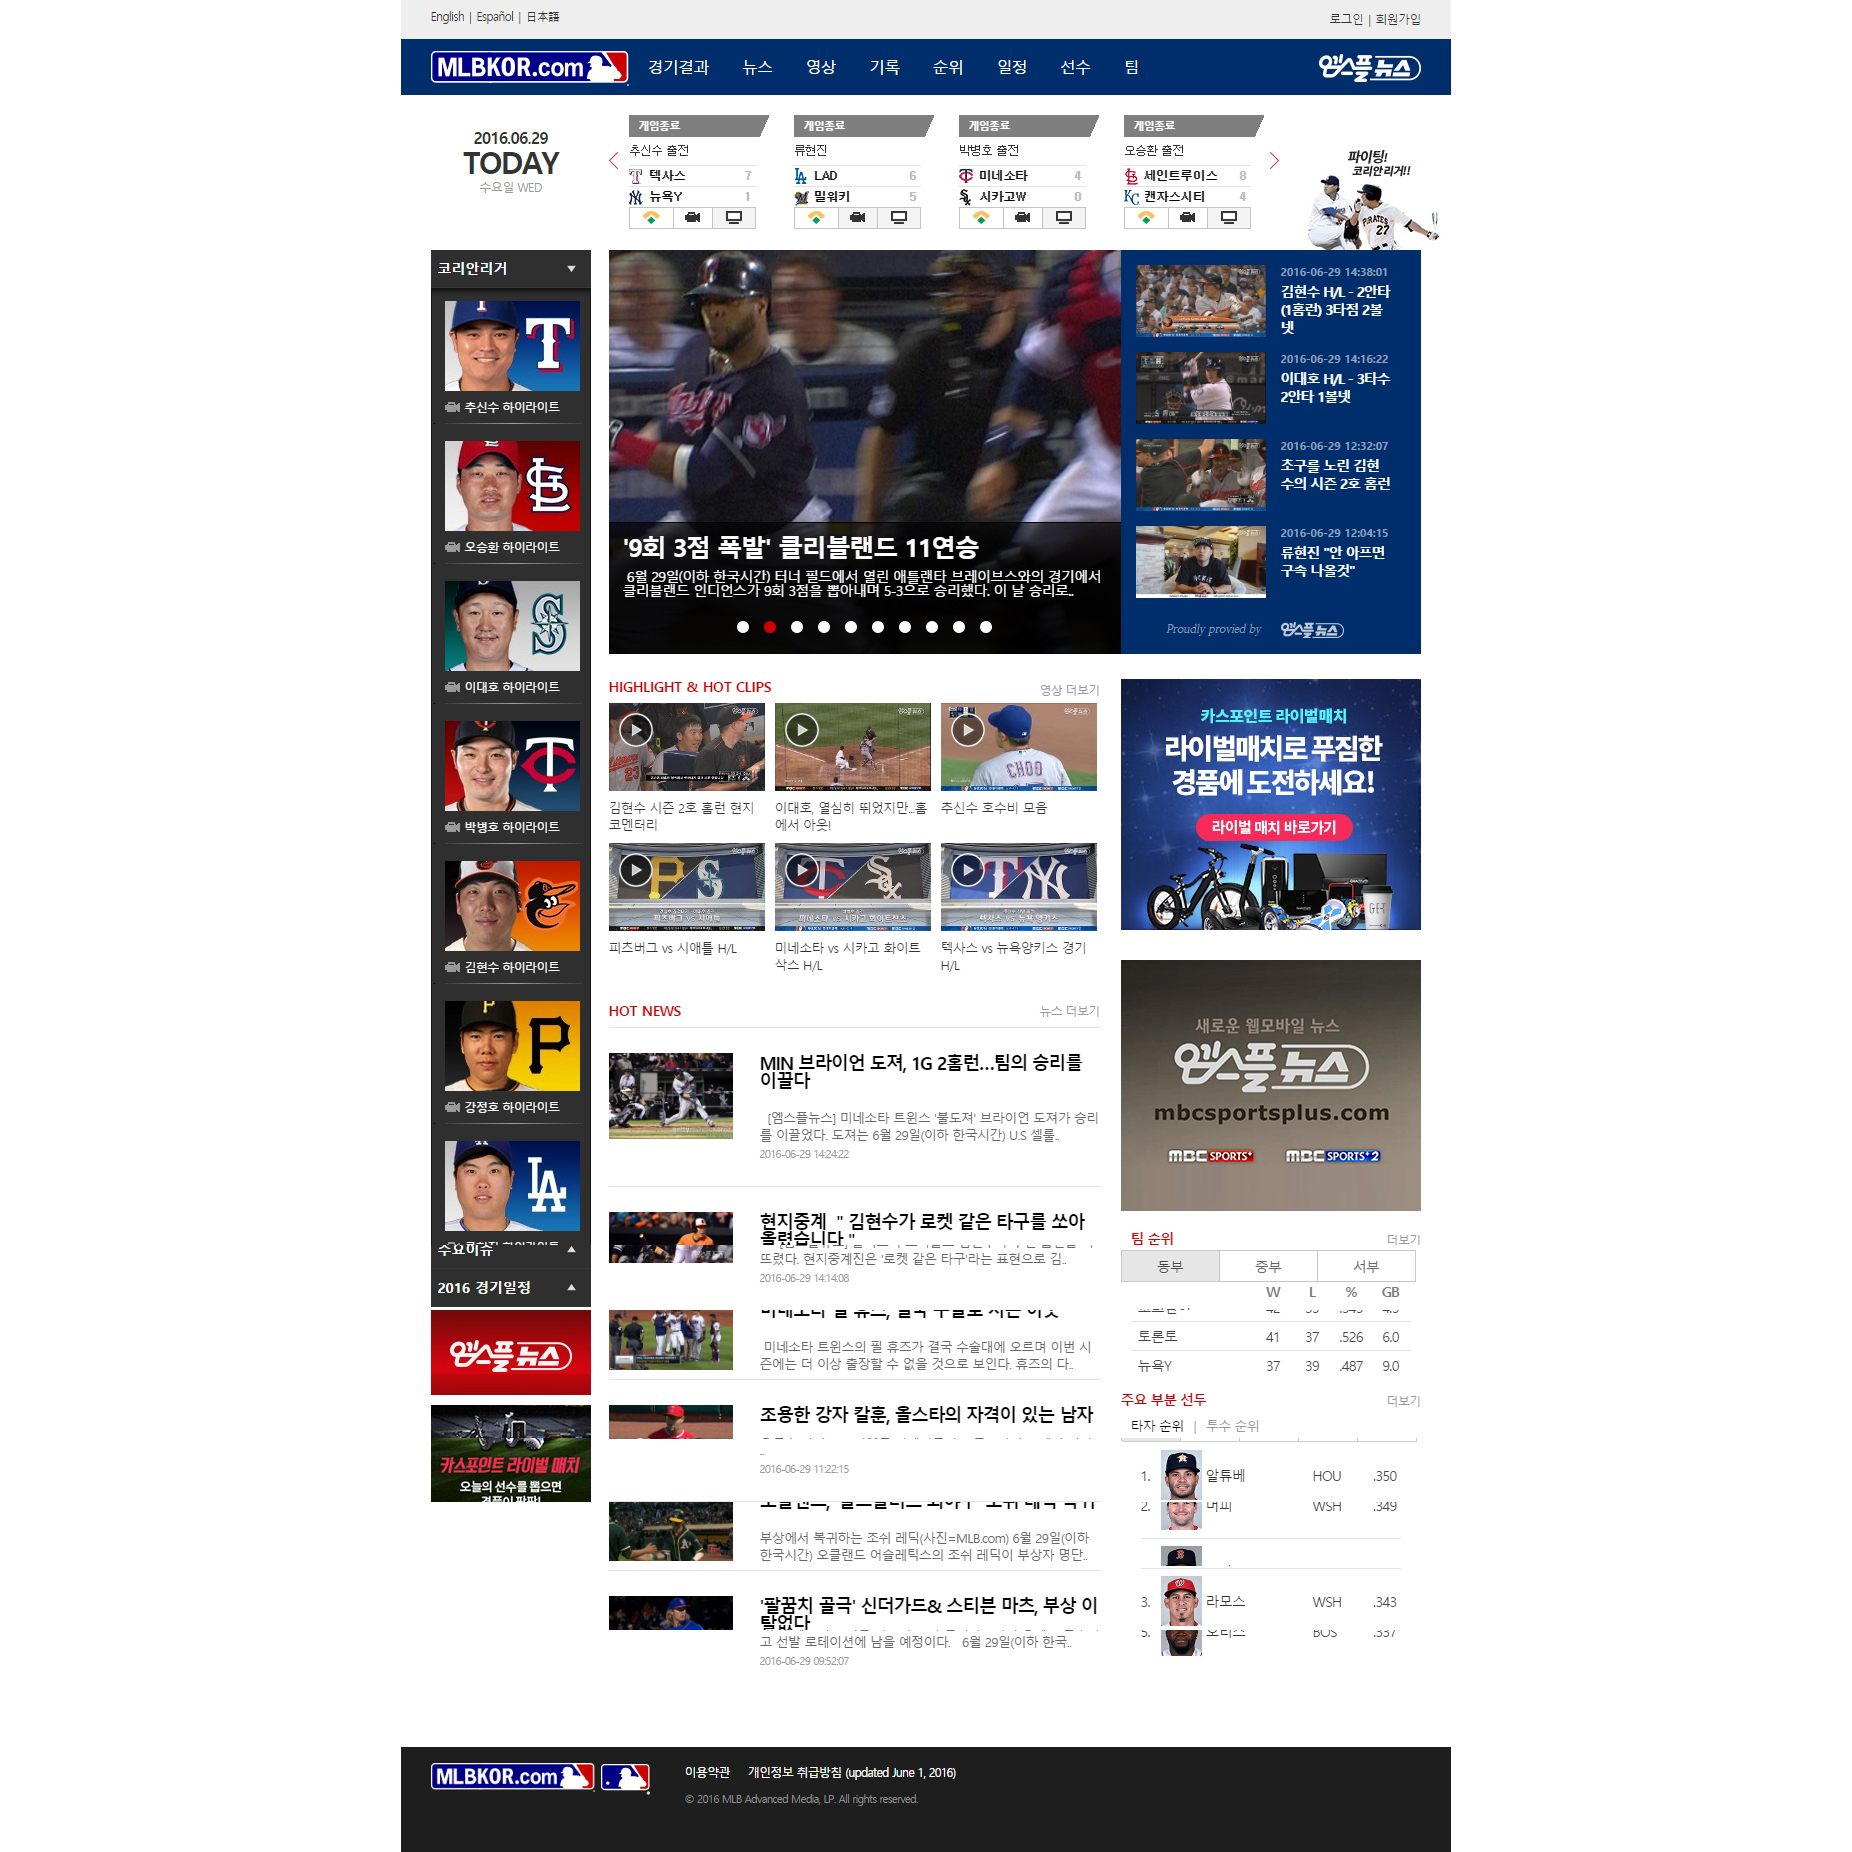 English | Español | 日本語
로그인 | 회원가입
MLBKOR.com
경기결과 뉴스 영상 기록 순위 일정 선수 팀
엠스플뉴스
2016.06.29
TODAY
수요일 WED
게임종료
추신수 출전
텍사스 7
뉴욕Y 1
게임종료
류현진
LAD 6
밀워키 5
게임종료
박병호 출전
미네소타 4
시카고W 0
게임종료
오승환 출전
세인트루이스 8
캔자스시티 4
파이팅!
코리안리거!!
코리안리거
추신수 하이라이트
오승환 하이라이트
이대호 하이라이트
박병호 하이라이트
김현수 하이라이트
강정호 하이라이트
주요이슈
2016 경기일정
엠스플뉴스
카스포인트 라이벌 매치
오늘의 선수를 뽑으면
'9회 3점 폭발' 클리블랜드 11연승
6월 29일(이하 한국시간) 터너 필드에서 열린 애틀랜타 브레이브스와의 경기에서
클리블랜드 인디언스가 9회 3점을 뽑아내며 5-3으로 승리했다. 이 날 승리로..
2016-06-29 14:38:01
김현수 H/L - 2안타
(1홈런) 3타점 2볼
넷
2016-06-29 14:16:22
이대호 H/L - 3타수
2안타 1볼넷
2016-06-29 12:32:07
초구를 노린 김현
수의 시즌 2호 홈런
2016-06-29 12:04:15
류현진 "안 아프면
구속 나올것"
Proudly provied by 엠스플뉴스
HIGHLIGHT & HOT CLIPS
영상 더보기
김현수 시즌 2호 홈런 현지
코멘터리
이대호, 열심히 뛰었지만...홈
에서 아웃!
CHOO
추신수 호수비 모음
피츠버그 vs 시애틀
피츠버그 vs 시애틀 H/L
미네소타 vs 시카고 화이트삭스
미네소타 vs 시카고 화이트
삭스 H/L
텍사스 vs 뉴욕 양키스
텍사스 vs 뉴욕양키스 경기
H/L
HOT NEWS
뉴스 더보기
MIN 브라이언 도져, 1G 2홈런...팀의 승리를
이끌다
[엠스플뉴스] 미네소타 트윈스 '불도져' 브라이언 도져가 승리
를 이끌었다. 도져는 6월 29일(이하 한국시간) U.S 셀룰..
2016-06-29 14:24:22
현지중계 " 김현수가 로켓 같은 타구를 쏘아
올렸습니다 "
뜨렸다. 현지중계진은 '로켓 같은 타구'라는 표현으로 김..
2016-06-29 14:14:08
미네소타 트윈스의 필 휴즈가 결국 수술대에 오르며 이번 시
즌에는 더 이상 출장할 수 없을 것으로 보인다. 휴즈의 다..
조용한 강자 칼훈, 올스타의 자격이 있는 남자
..
2016-06-29 11:22:15
부상에서 복귀하는 조쉬 레딕(사진=MLB.com) 6월 29일(이하
한국시간) 오클랜드 어슬레틱스의 조쉬 레딕이 부상자 명단..
'팔꿈치 골극' 신더가드& 스티븐 마츠, 부상 이
탈없다
고 선발 로테이션에 남을 예정이다. 6월 29일(이하 한국..
2016-06-29 09:52:07
카스포인트 라이벌매치
라이벌매치로 푸짐한
경품에 도전하세요!
라이벌 매치 바로가기
새로운 웹모바일 뉴스
엠스플뉴스
mbcsportsplus.com
MBC SPORTS+ MBC SPORTS+ 2
팀 순위
더보기
동부 중부 서부
W L % GB
토론토 41 37 .526 6.0
뉴욕Y 37 39 .487 9.0
주요 부분 선두
더보기
타자 순위 | 투수 순위
1. 알튜베 HOU .350
2. 머피 WSH .349
3. 라모스 WSH .343
5. 오티스 BOS .337
MLBKOR.com
이용약관 개인정보 취급방침 (updated June 1, 2016)
© 2016 MLB Advanced Media, LP. All rights reserved.